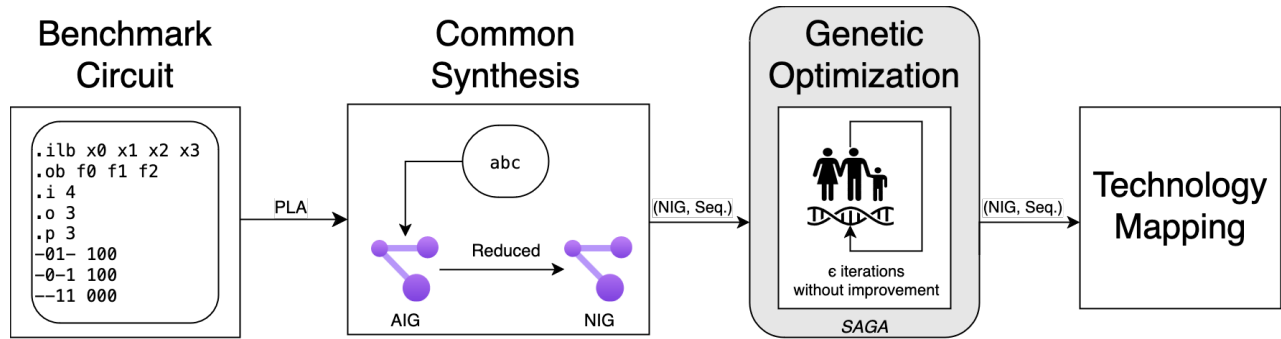 Benchmark
Circuit
.ilb x0 x1 x2 x3
.ob f0 f1 f2
.i 4
.o 3
.p 3
-01- 100
-0-1 100
--11 000
PLA
Common
Synthesis
abc
Reduced
AIG
NIG
(NIG, Seq.)
Genetic
Optimization
ϵ iterations
without improvement
SAGA
(NIG, Seq.)
Technology
Mapping